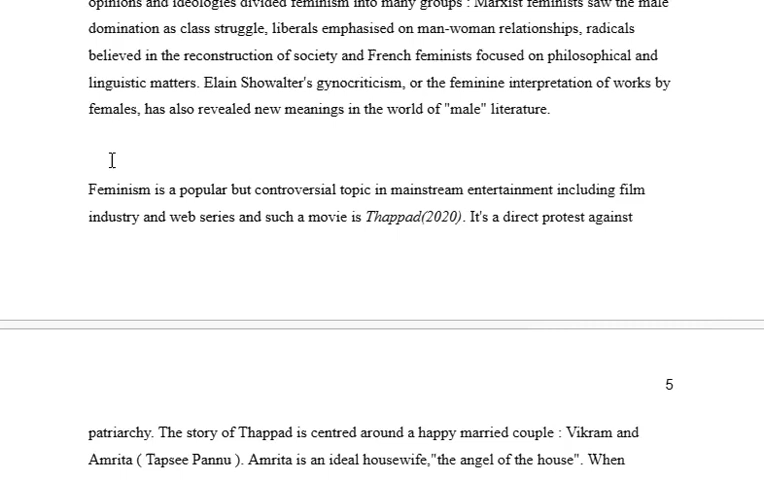 opinions and ideologies divided feminism into many groups : Marxist feminists saw the male
domination as class struggle, liberals emphasised on man-woman relationships, radicals
believed in the reconstruction of society and French feminists focused on philosophical and
linguistic matters. Elain Showalter's gynocriticism, or the feminine interpretation of works by
females, has also revealed new meanings in the world of "male" literature.
Feminism is a popular but controversial topic in mainstream entertainment including film
industry and web series and such a movie is Thappad(2020). It's a direct protest against
5
patriarchy. The story of Thappad is centred around a happy married couple : Vikram and
Amrita ( Tapsee Pannu ). Amrita is an ideal housewife,"the angel of the house". When